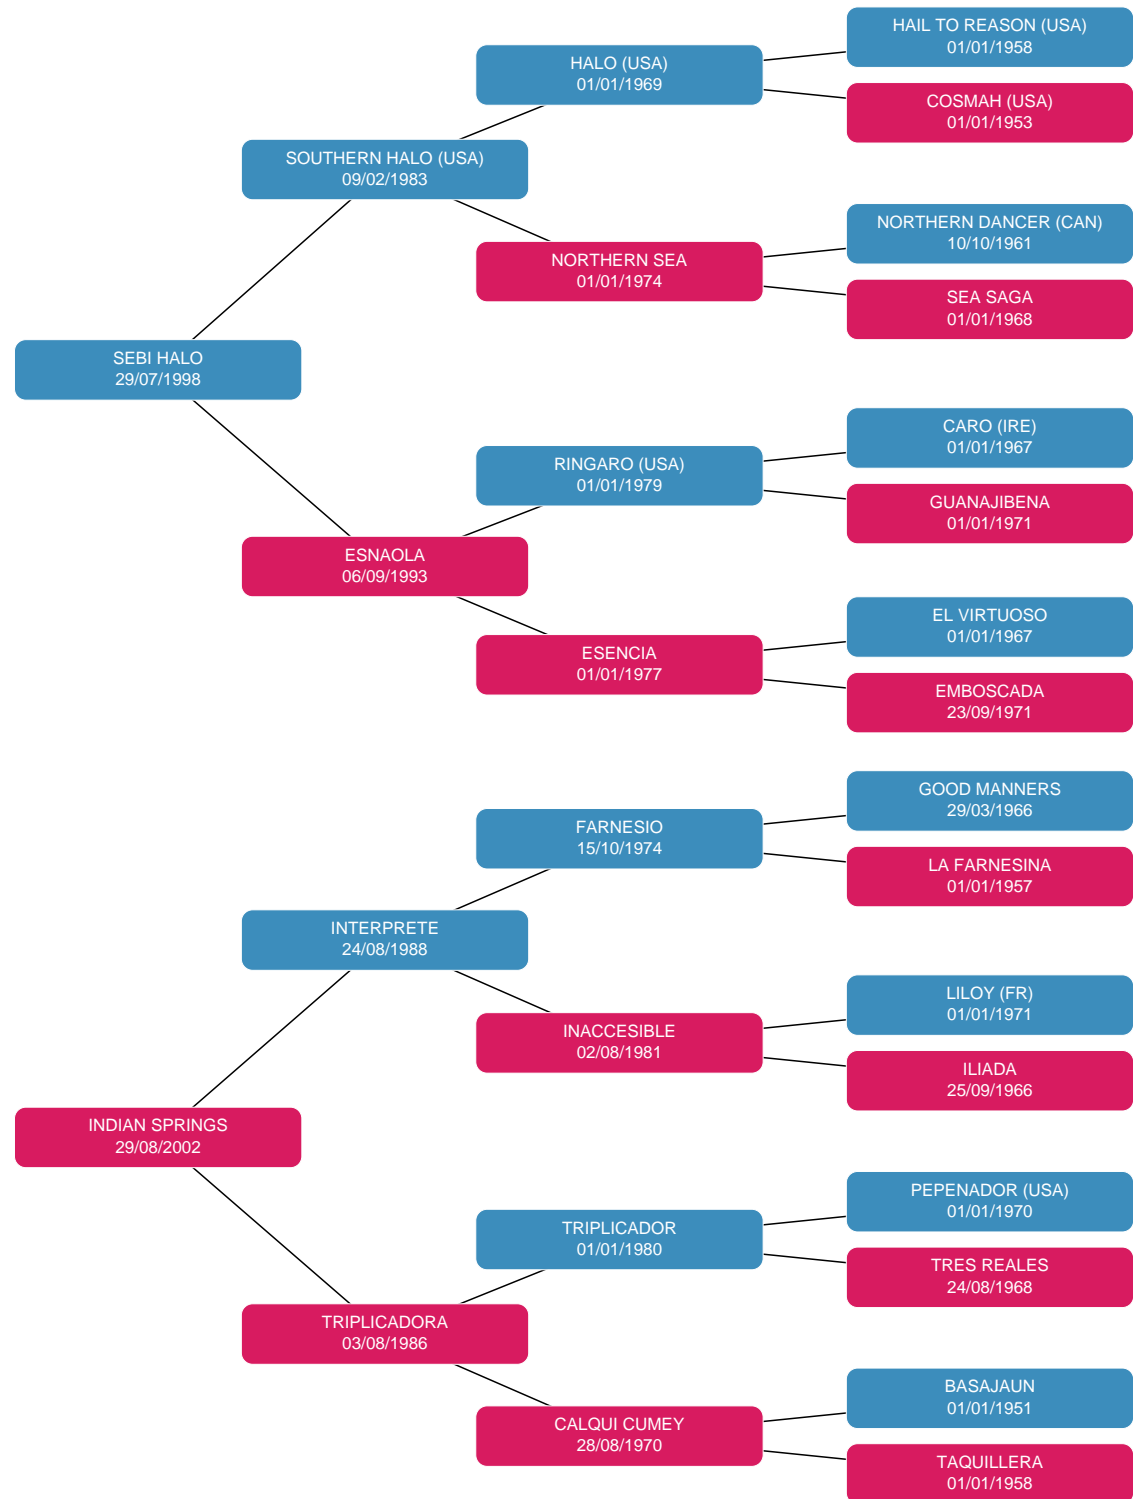 HAIL TO REASON (USA)
01/01/1958
HALO (USA)
01/01/1969
COSMAH (USA)
01/01/1953
SOUTHERN HALO (USA)
09/02/1983
NORTHERN DANCER (CAN)
10/10/1961
NORTHERN SEA
01/01/1974
SEA SAGA
01/01/1968
SEBI HALO
29/07/1998
CARO (IRE)
01/01/1967
RINGARO (USA)
01/01/1979
GUANAJIBENA
01/01/1971
ESNAOLA
06/09/1993
EL VIRTUOSO
01/01/1967
ESENCIA
01/01/1977
EMBOSCADA
23/09/1971
GOOD MANNERS
29/03/1966
FARNESIO
15/10/1974
LA FARNESINA
01/01/1957
INTERPRETE
24/08/1988
LILOY (FR)
01/01/1971
INACCESIBLE
02/08/1981
ILIADA
25/09/1966
INDIAN SPRINGS
29/08/2002
PEPENADOR (USA)
01/01/1970
TRIPLICADOR
01/01/1980
TRES REALES
24/08/1968
TRIPLICADORA
03/08/1986
BASAJAUN
01/01/1951
CALQUI CUMEY
28/08/1970
TAQUILLERA
01/01/1958